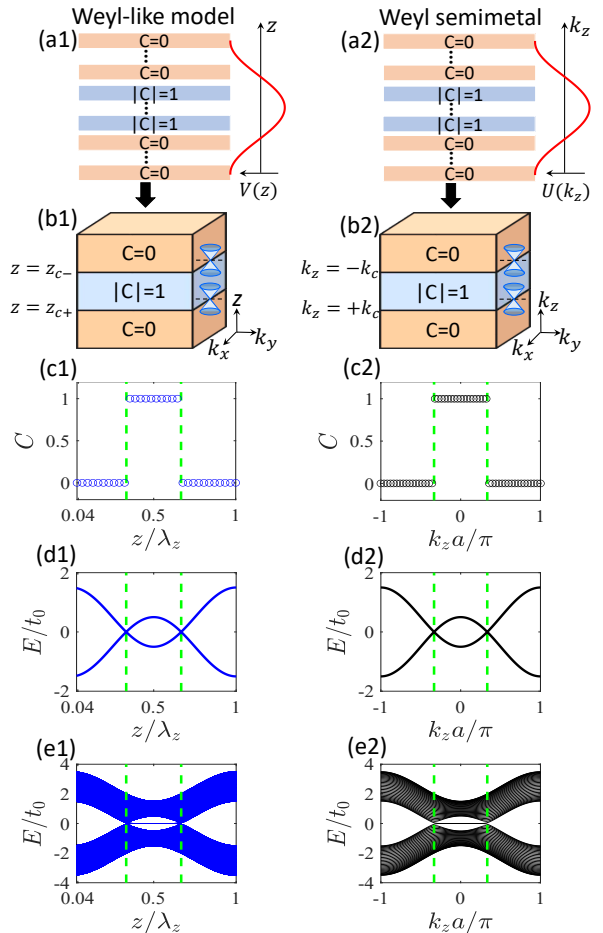 Weyl-like model
Weyl semimetal
(a1)
z
C=0
C=0
|C|=1
|C|=1
C=0
C=0
V(z)
(a2)
k_z
C=0
C=0
|C|=1
|C|=1
C=0
C=0
U(k_z)
(b1)
C=0
z = z_{c-}
|C|=1
z = z_{c+}
C=0
z
k_y
k_x
(b2)
C=0
k_z = -k_c
|C|=1
k_z = +k_c
C=0
k_z
k_y
k_x
(c1)
1
0.5
0
C
0.04 0.5 1
z/λ_z
(c2)
1
0.5
0
C
-1 0 1
k_z a/π
(d1)
2
0
-2
E/t_0
0.04 0.5 1
z/λ_z
(d2)
2
0
-2
E/t_0
-1 0 1
k_z a/π
(e1)
4
2
0
-2
-4
E/t_0
0.04 0.5 1
z/λ_z
(e2)
4
2
0
-2
-4
E/t_0
-1 0 1
k_z a/π